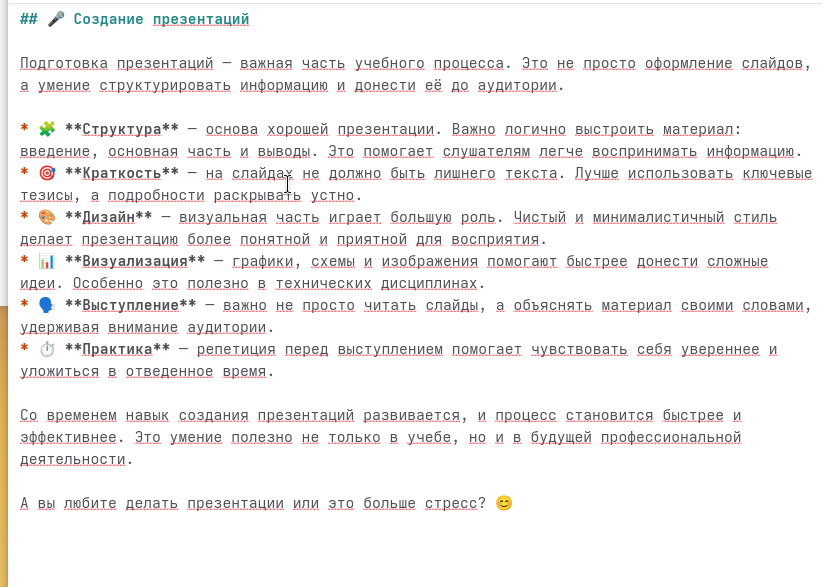 ## 🎤 Создание презентаций
Подготовка презентаций — важная часть учебного процесса. Это не просто оформление слайдов,
а умение структурировать информацию и донести её до аудитории.
* 🧩 **Структура** — основа хорошей презентации. Важно логично выстроить материал:
введение, основная часть и выводы. Это помогает слушателям легче воспринимать информацию.
* 🎯 **Краткость** — на слайдах не должно быть лишнего текста. Лучше использовать ключевые
тезисы, а подробности раскрывать устно.
* 🎨 **Дизайн** — визуальная часть играет большую роль. Чистый и минималистичный стиль
делает презентацию более понятной и приятной для восприятия.
* 📊 **Визуализация** — графики, схемы и изображения помогают быстрее донести сложные
идеи. Особенно это полезно в технических дисциплинах.
* 🗣️ **Выступление** — важно не просто читать слайды, а объяснять материал своими словами,
удерживая внимание аудитории.
* ⏱️ **Практика** — репетиция перед выступлением помогает чувствовать себя увереннее и
уложиться в отведенное время.
Со временем навык создания презентаций развивается, и процесс становится быстрее и
эффективнее. Это умение полезно не только в учебе, но и в будущей профессиональной
деятельности.
А вы любите делать презентации или это больше стресс? 😊